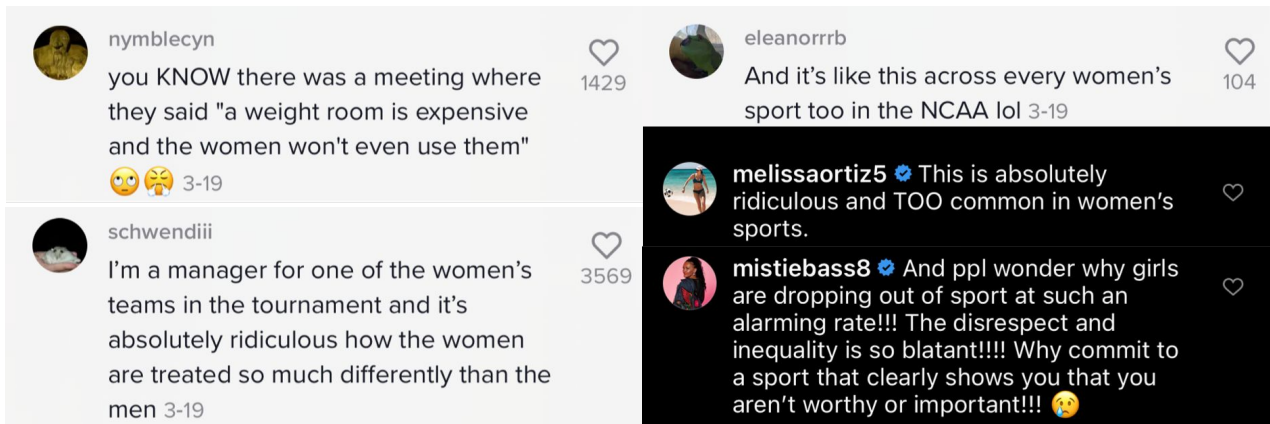 nymblecyn
you KNOW there was a meeting where
they said "a weight room is expensive
and the women won't even use them"
🙄😤 3-19
1429
schwendiii
I'm a manager for one of the women's
teams in the tournament and it's
absolutely ridiculous how the women
are treated so much differently than the
men 3-19
3569
eleanorrrb
And it's like this across every women's
sport too in the NCAA lol 3-19
104
melissaortiz5 This is absolutely
ridiculous and TOO common in women's
sports.
mistiebass8 And ppl wonder why girls
are dropping out of sport at such an
alarming rate!!! The disrespect and
inequality is so blatant!!!! Why commit to
a sport that clearly shows you that you
aren't worthy or important!!! 😢